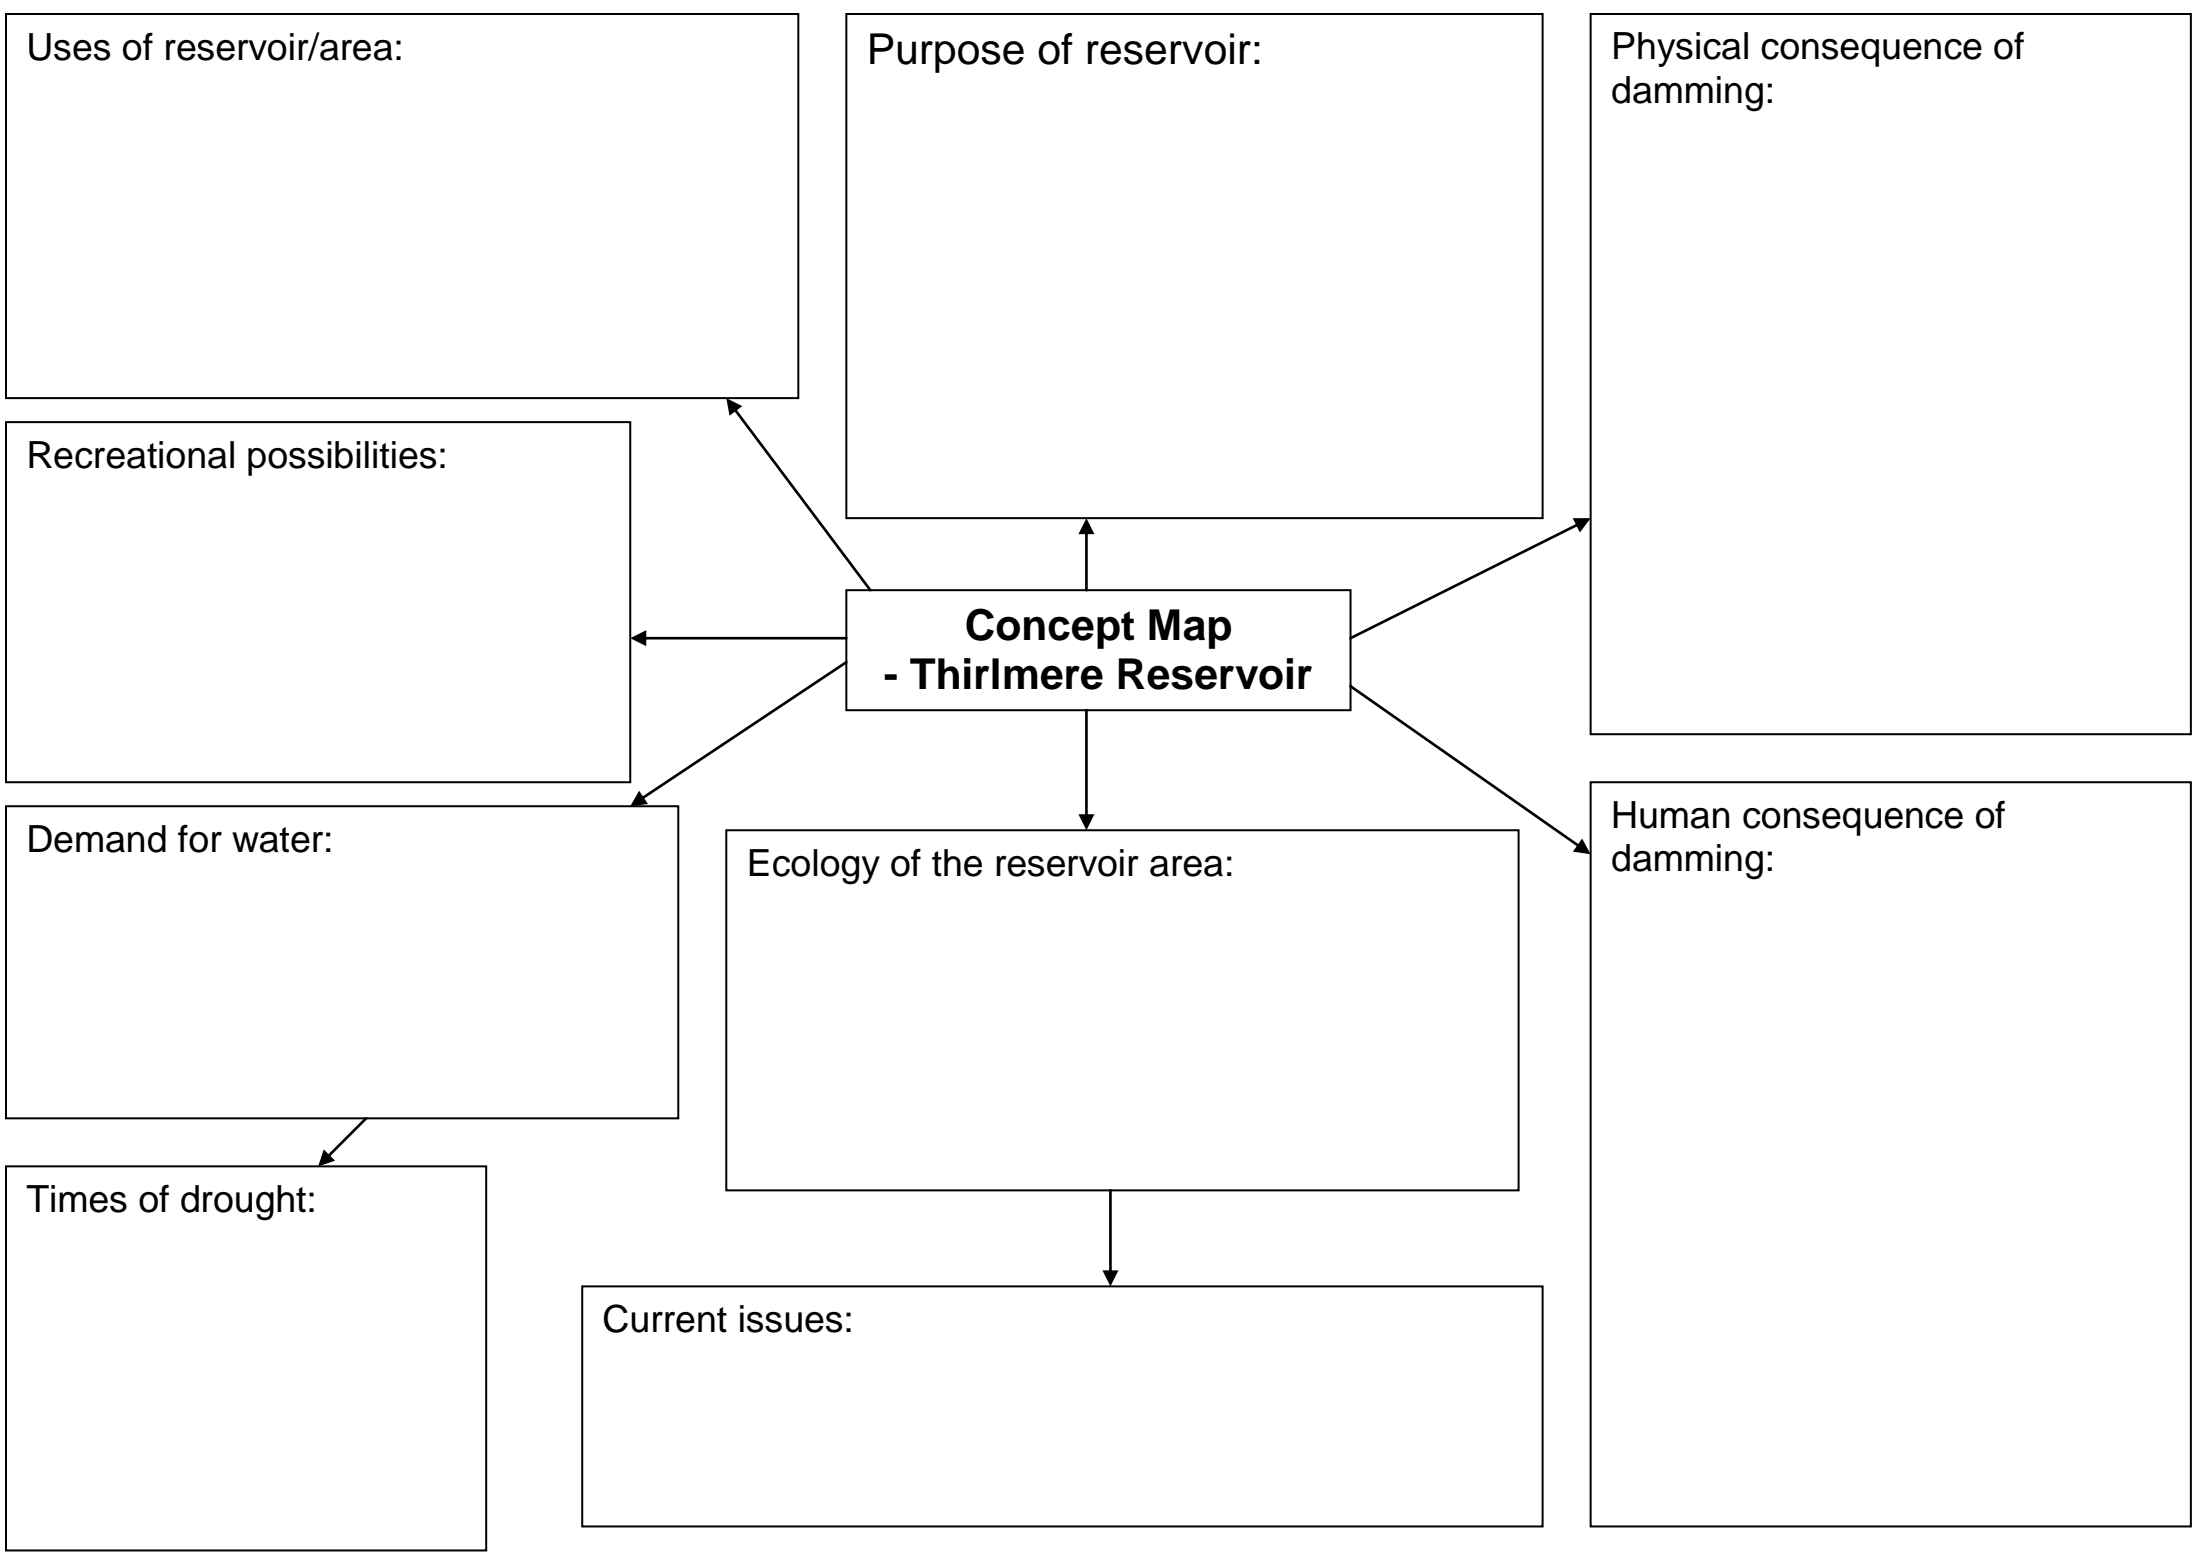 Uses of reservoir/area:
Purpose of reservoir:
Physical consequence of
damming:
Recreational possibilities:
Concept Map
- Thirlmere Reservoir
Demand for water:
Ecology of the reservoir area:
Human consequence of
damming:
Times of drought:
Current issues: